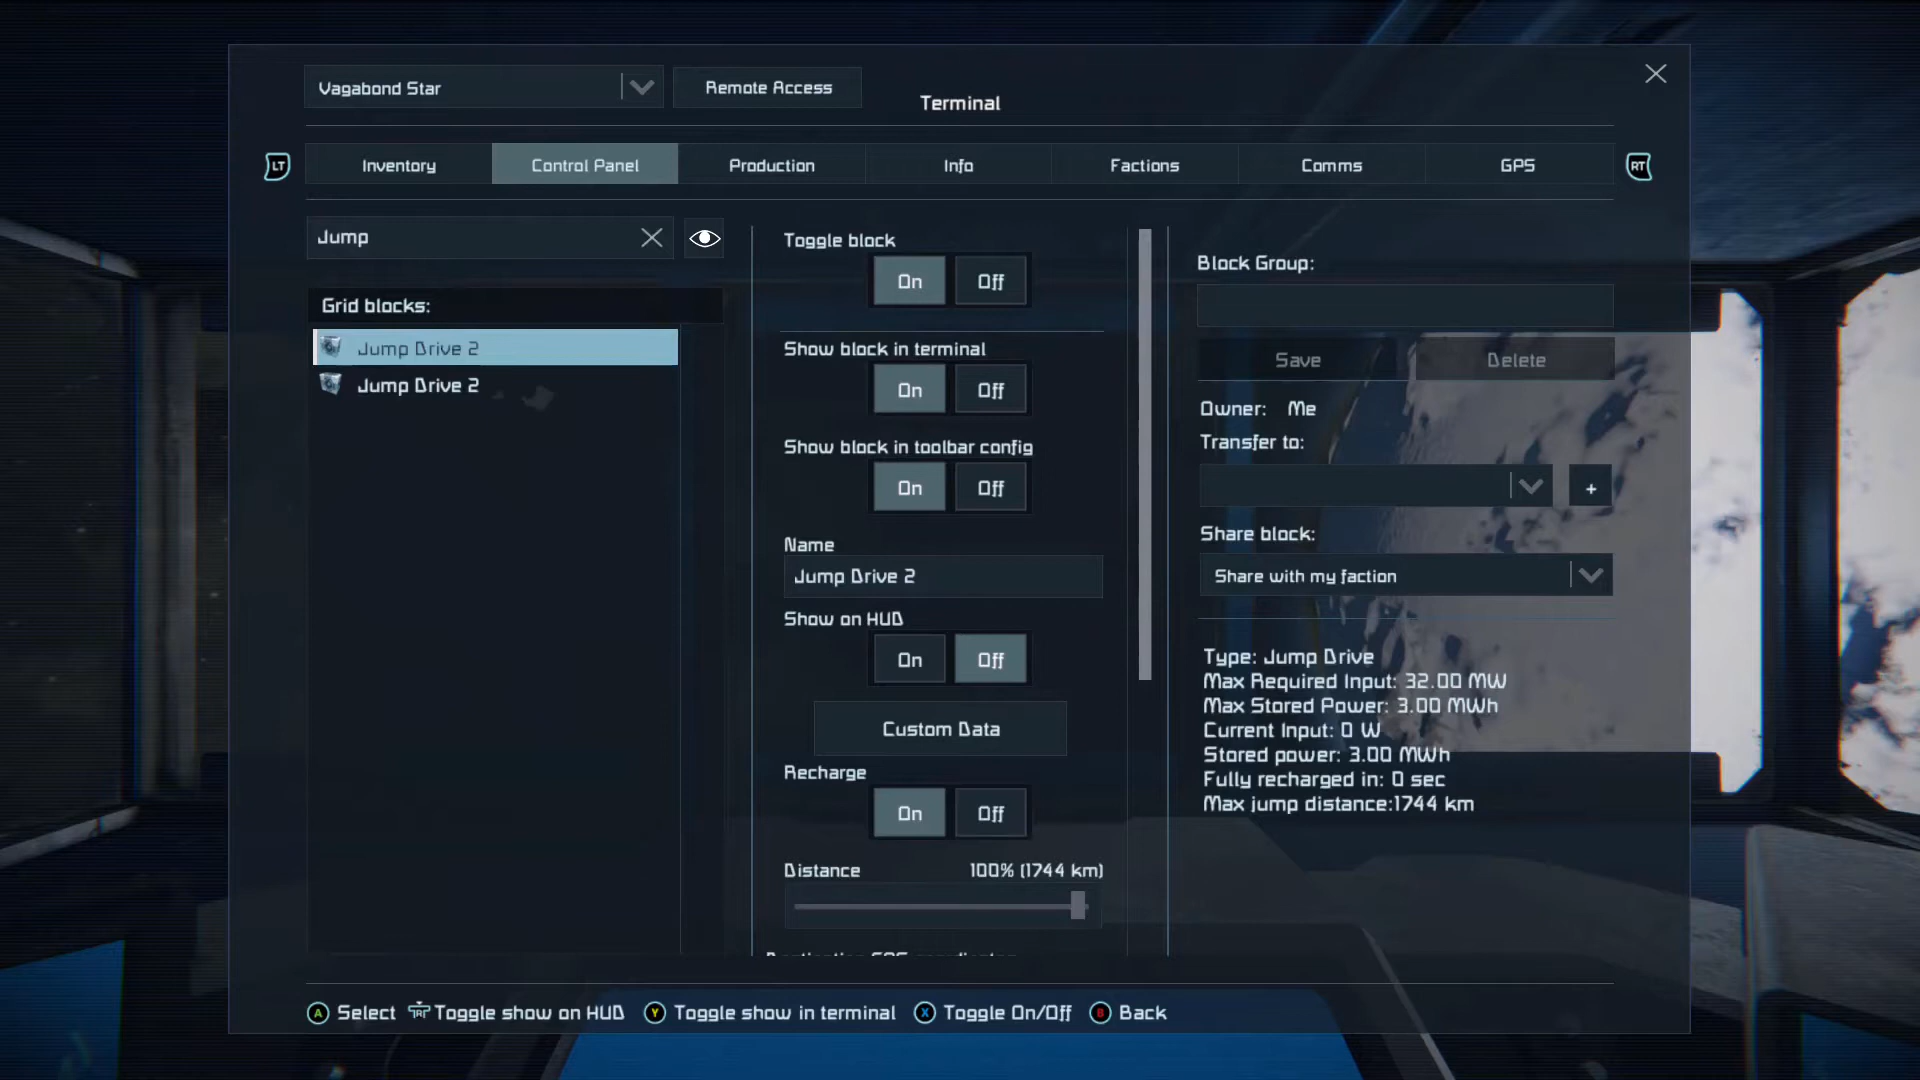 Vagabond Star
Remote Access
Terminal
LT
Inventory
Control Panel
Production
Info
Factions
Comms
GPS
RT
Jump
Grid blocks:
Jump Drive 2
Jump Drive 2
Toggle block
On Off
Show block in terminal
On Off
Show block in toolbar config
On Off
Name
Jump Drive 2
Show on HUD
On Off
Custom Data
Recharge
On Off
Distance 100% (1744 km)
Block Group:
Save Delete
Owner: Me
Transfer to:
+
Share block:
Share with my faction
Type: Jump Drive
Max Required Input: 32.00 MW
Max Stored Power: 3.00 MWh
Current Input: 0 W
Stored power: 3.00 MWh
Fully recharged in: 0 sec
Max jump distance:1744 km
A Select Toggle show on HUD Y Toggle show in terminal X Toggle On/Off B Back